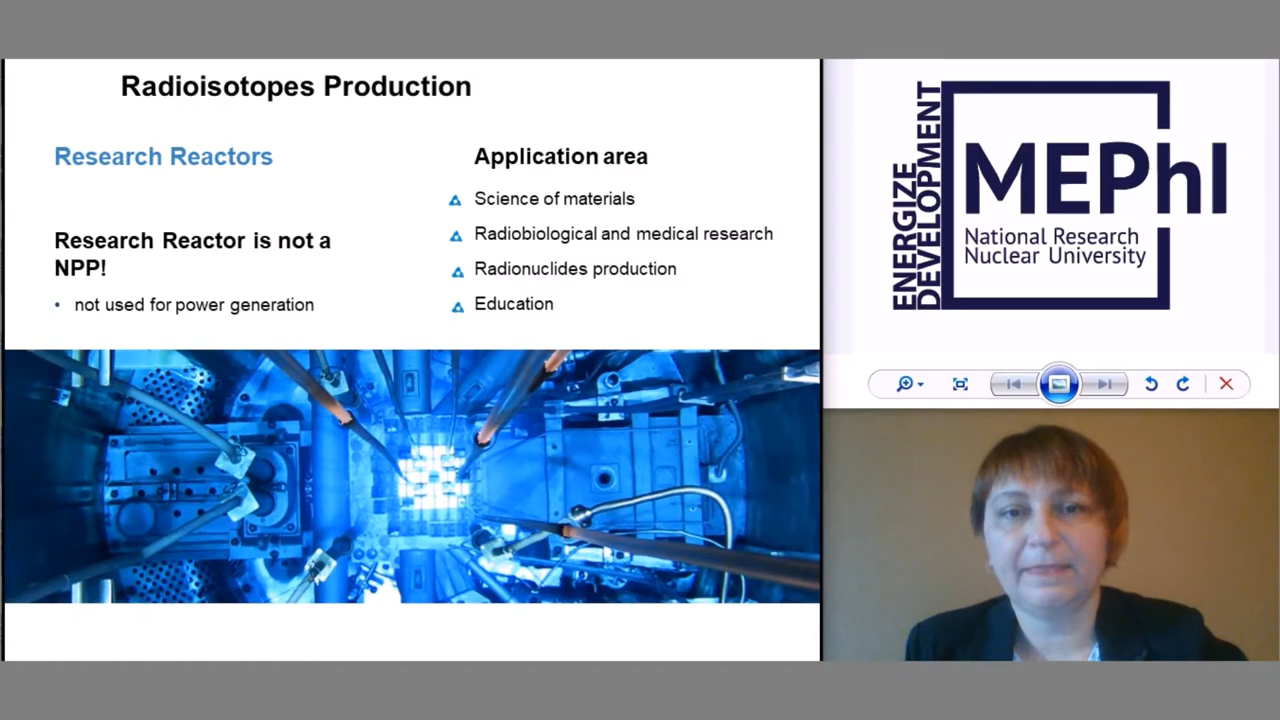 Radioisotopes Production
Research Reactors
Research Reactor is not a
NPP!
• not used for power generation
Application area
Science of materials
Radiobiological and medical research
Radionuclides production
Education
ENERGIZE
DEVELOPMENT
MEPhI
National Research
Nuclear University